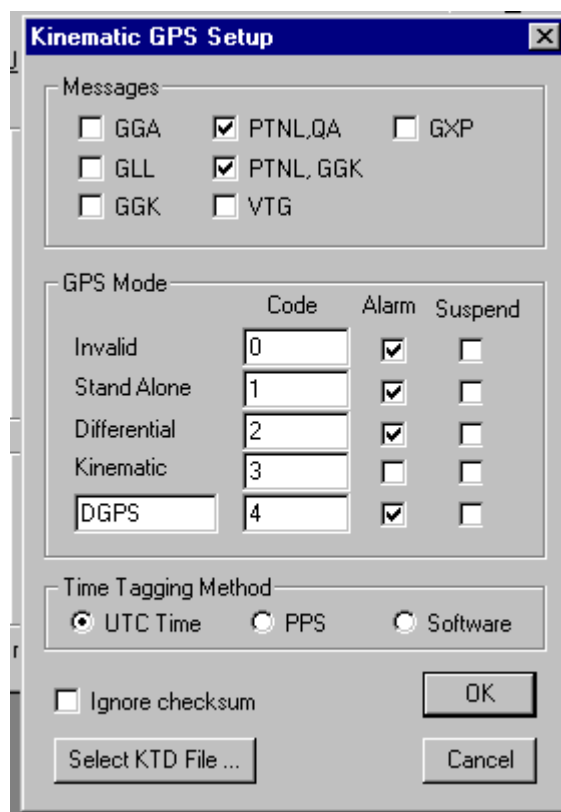 Kinematic GPS Setup
Messages
GGA PTNL,QA GXP
GLL PTNL, GGK
GGK VTG
GPS Mode
Code Alarm Suspend
Invalid 0
Stand Alone 1
Differential 2
Kinematic 3
DGPS 4
Time Tagging Method
UTC Time PPS Software
Ignore checksum OK
Select KTD File ... Cancel